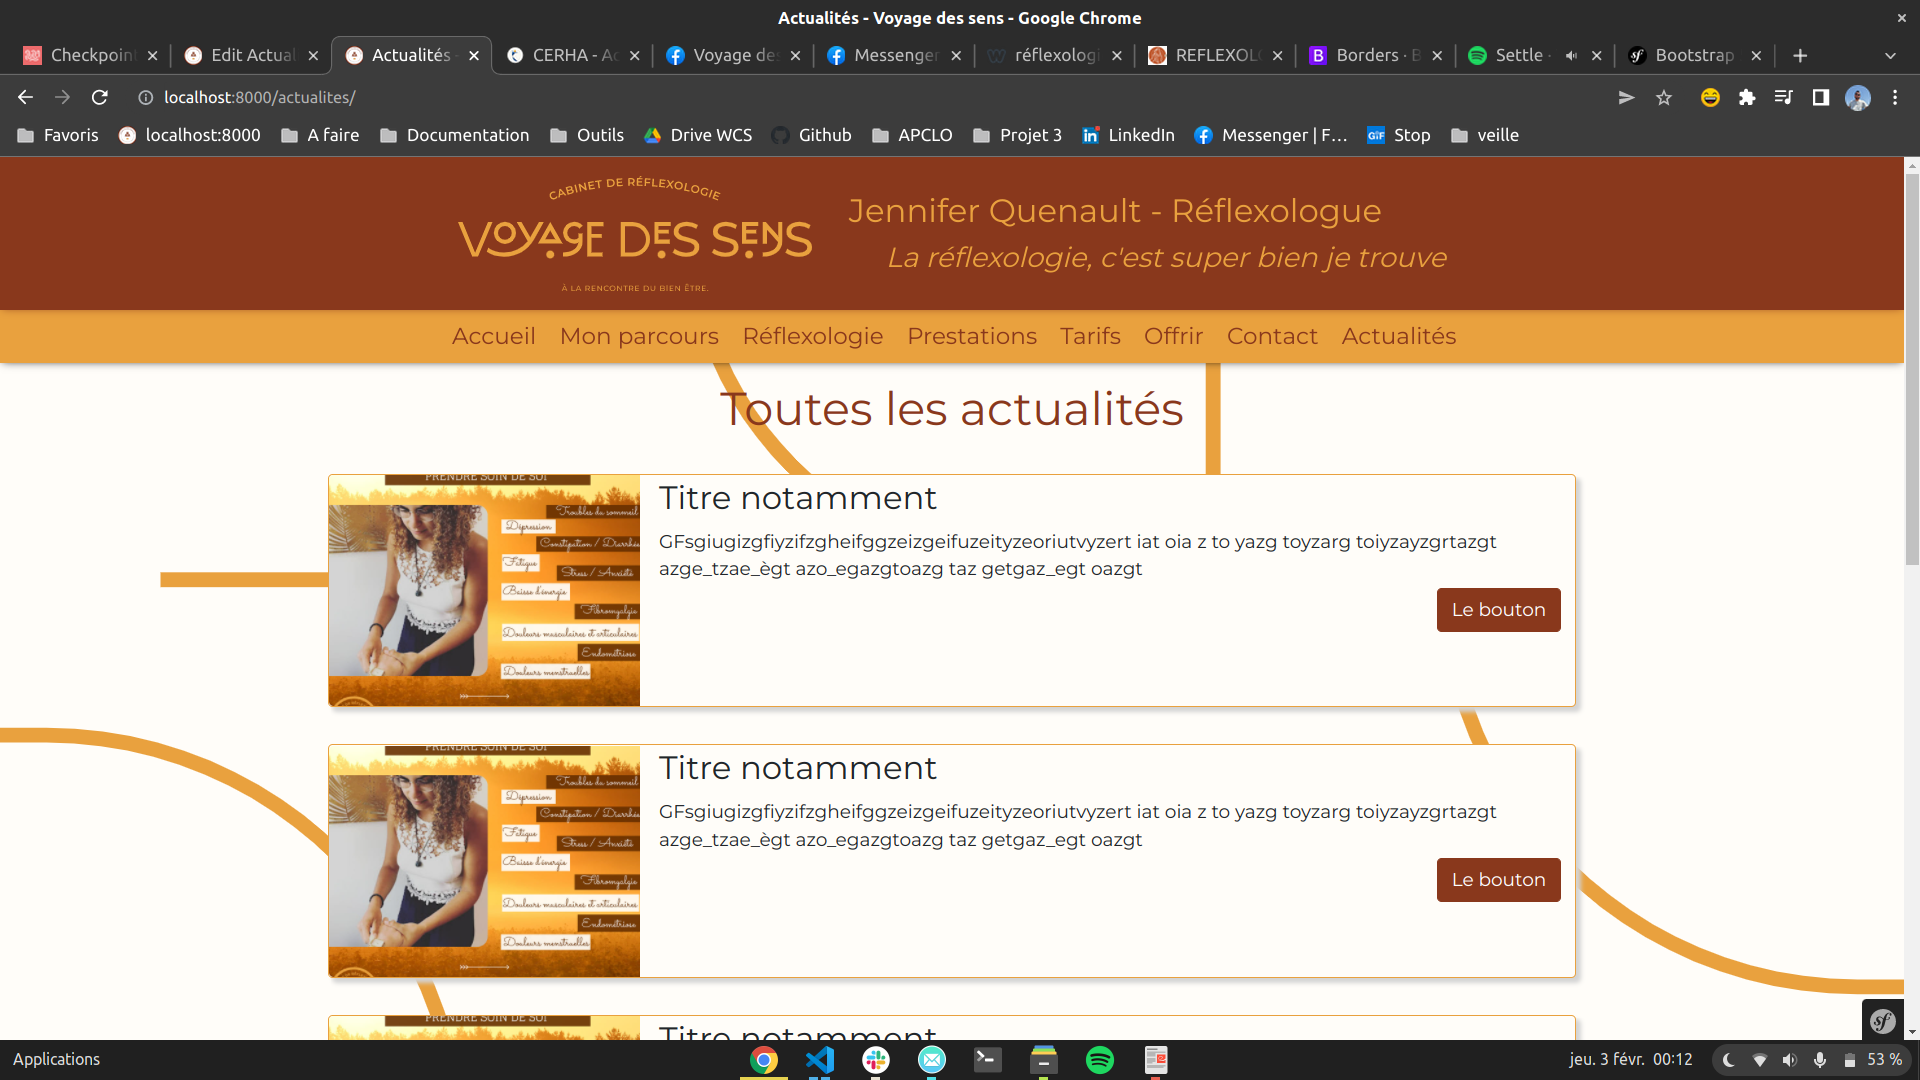 Actualités - Voyage des sens - Google Chrome
Checkpoin
Edit Actual
Actualités -
CERHA - Ac
Voyage des
Messenger
réflexologi
REFLEXOLO
Borders · B
Settle ·
Bootstrap
localhost:8000/actualites/
Favoris
localhost:8000
A faire
Documentation
Outils
Drive WCS
Github
APCLO
Projet 3
LinkedIn
Messenger | F...
GIF
Stop
veille
CABINET DE RÉFLEXOLOGIE
VOYAGE DES SENS
À LA RENCONTRE DU BIEN ÊTRE.
Jennifer Quenault - Réflexologue
La réflexologie, c'est super bien je trouve
Accueil
Mon parcours
Réflexologie
Prestations
Tarifs
Offrir
Contact
Actualités
Toutes les actualités
PRENDRE SOIN DE SOI
Troubles du sommeil
Dépression
Constipation / Diarrhée
Fatigue
Stress / Anxiété
Baisse d'énergie
Fibromyalgie
Douleurs musculaires et articulaires
Endométriose
Douleurs menstruelles
Titre notamment
GFsgiugizgfiyzifzgheifggzeizgeifuzeityzeoriutvyzert iat oia z to yazg toyzarg toiyzayzgrtazgt
azge_tzae_ègt azo_egazgtoazg taz getgaz_egt oazgt
Le bouton
PRENDRE SOIN DE SOI
Troubles du sommeil
Dépression
Constipation / Diarrhée
Fatigue
Stress / Anxiété
Baisse d'énergie
Fibromyalgie
Douleurs musculaires et articulaires
Endométriose
Douleurs menstruelles
Titre notamment
GFsgiugizgfiyzifzgheifggzeizgeifuzeityzeoriutvyzert iat oia z to yazg toyzarg toiyzayzgrtazgt
azge_tzae_ègt azo_egazgtoazg taz getgaz_egt oazgt
Le bouton
PRENDRE SOIN DE SOI
Titre notamment
Applications
jeu. 3 févr. 00:12
53 %